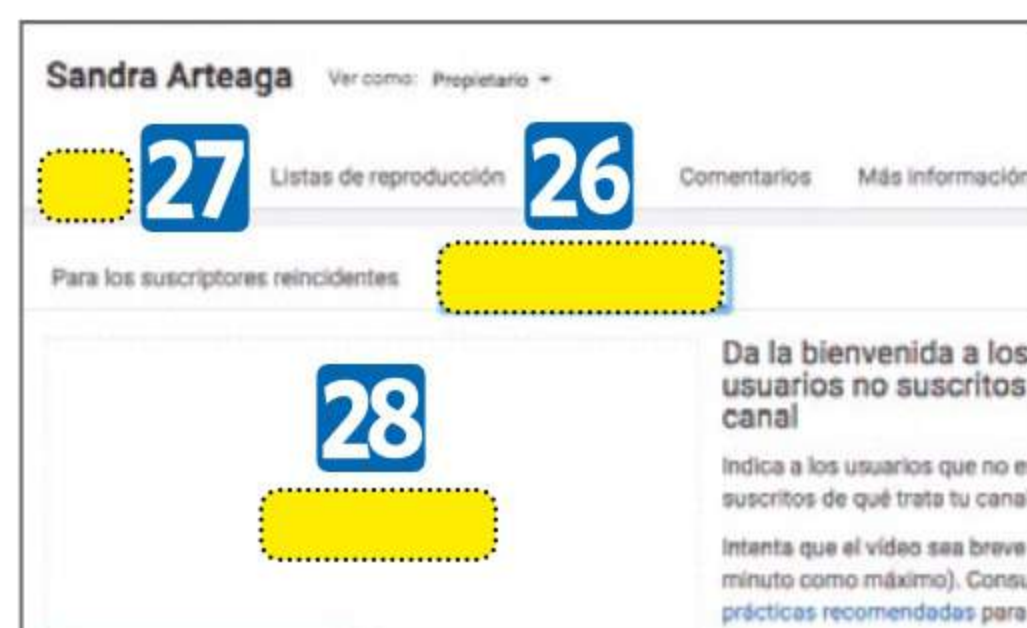 Sandra Arteaga Ver como: Propietario
27 Listas de reproducción 26 Comentarios Más información
Para los suscriptores reincidentes
28
Da la bienvenida a los
usuarios no suscritos
canal
Indica a los usuarios que no e
suscritos de qué trata tu cana
Intenta que el vídeo sea breve
minuto como máximo). Consu
prácticas recomendadas para